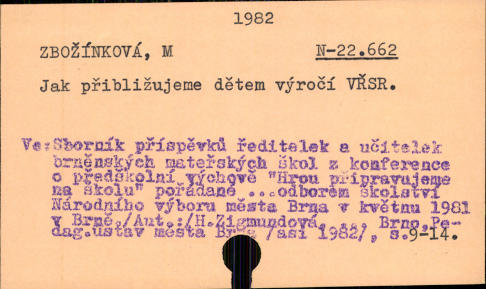 1982
ZBOŽÍNKOVÁ, M N-22.662
Jak přibližujeme dětem výročí VŘSR.
Ve: Sborník příspěvků ředitelek a učitelek
brněnských mateřských škol z konference
o předškolní výchově "Hrou připravujeme
na školu" pořádané ...odborem školství
Národního výboru města Brna v květnu 1981
v Brně./Aut.:/H.Zigmundová, ... Brno,Pe-
dag.ústav města Brna /asi 1982/, s.9-14.